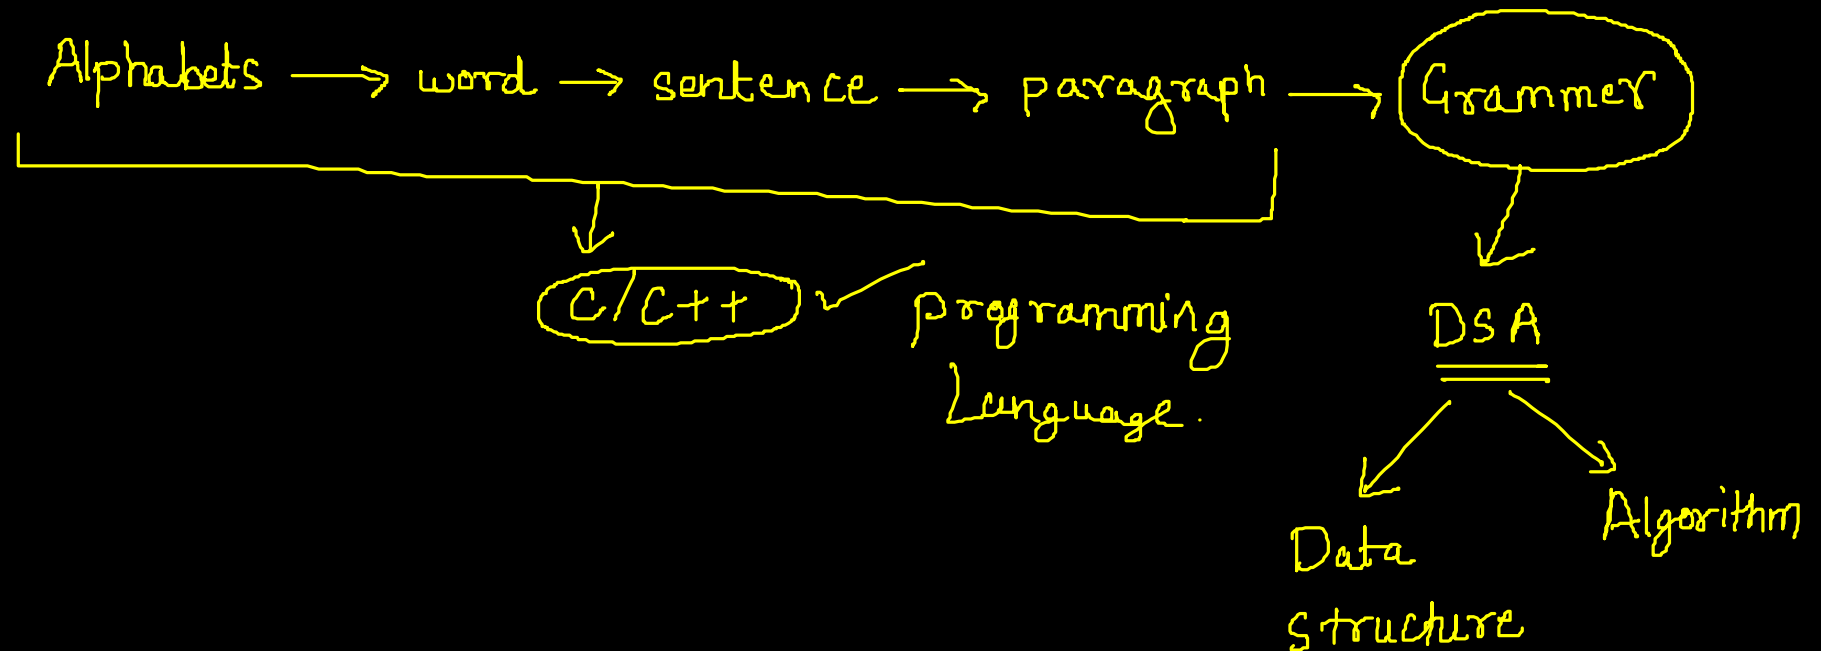 Alphabets → word → sentence → paragraph → Grammer
C/C++ ✓ Programming
Language.
DSA
Data
structure
Algorithm